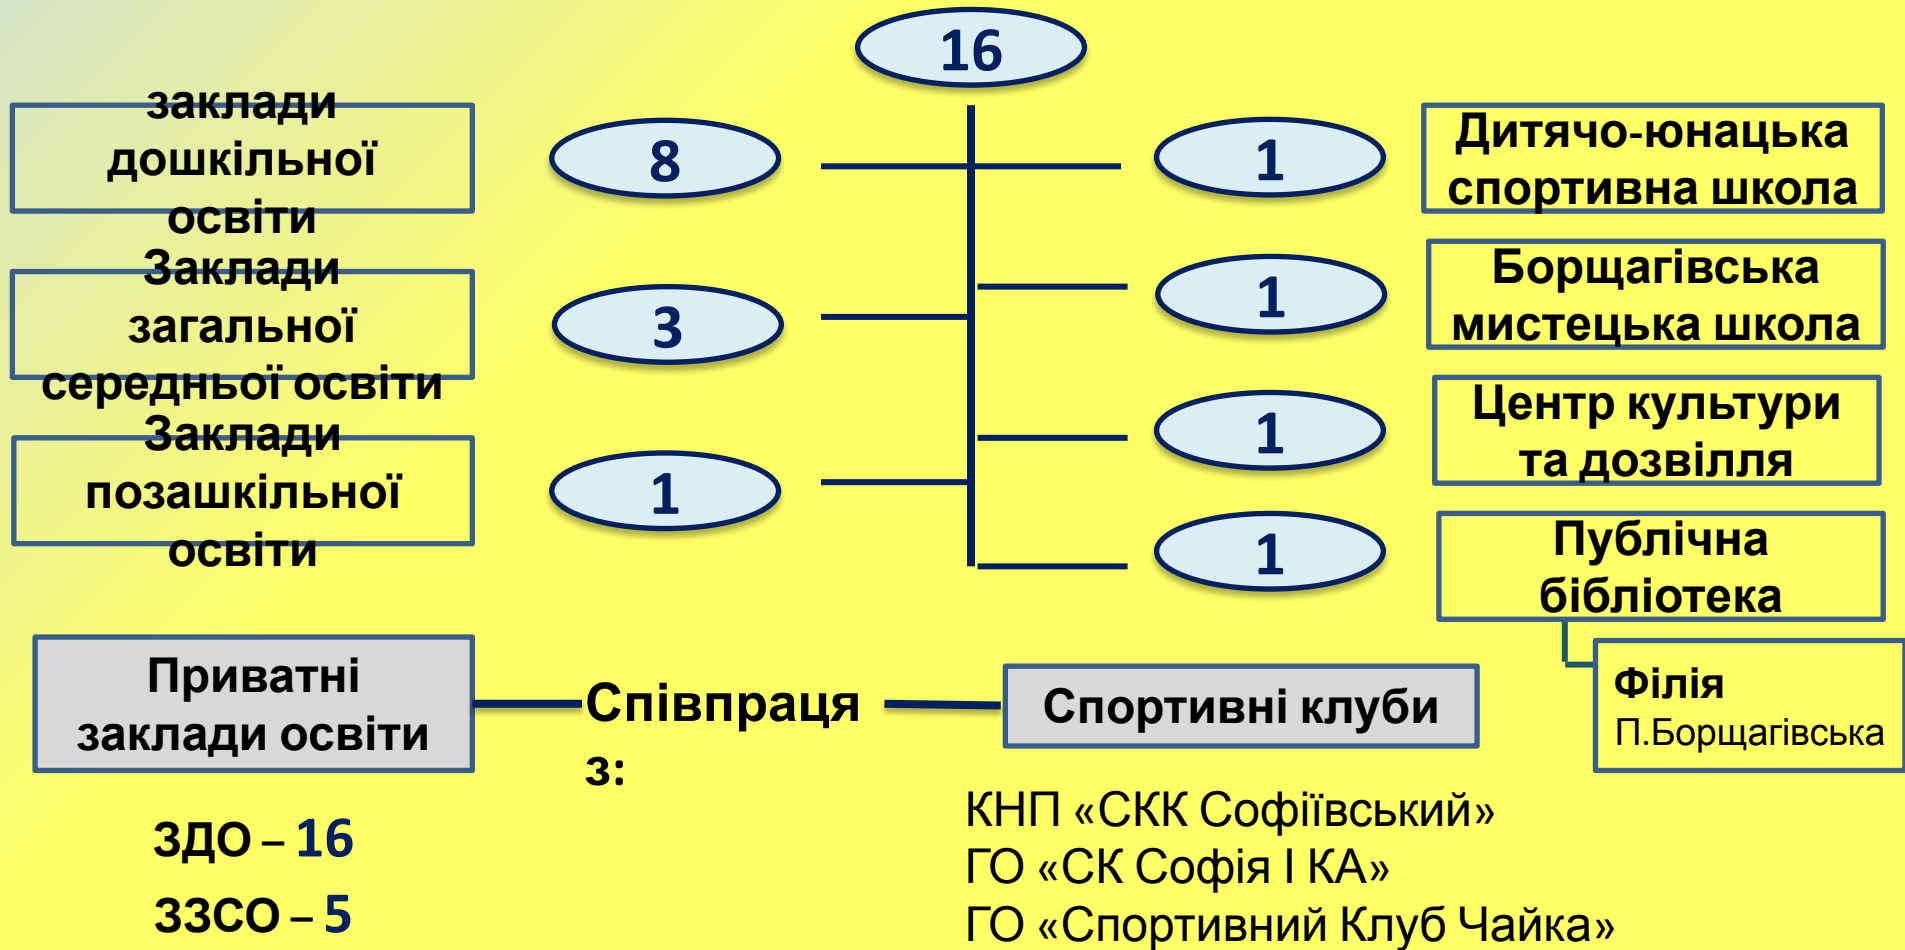 16
заклади
дошкільної
освіти
8
Заклади
загальної
середньої освіти
3
Заклади
позашкільної
освіти
1
1
Дитячо-юнацька
спортивна школа
1
Борщагівська
мистецька школа
1
Центр культури
та дозвілля
1
Публічна
бібліотека
Філія
П.Борщагівська
Приватні
заклади освіти
Співпраця
з:
Спортивні клуби
ЗДО – 16
ЗЗСО – 5
КНП «СКК Софіївський»
ГО «СК Софія І КА»
ГО «Спортивний Клуб Чайка»